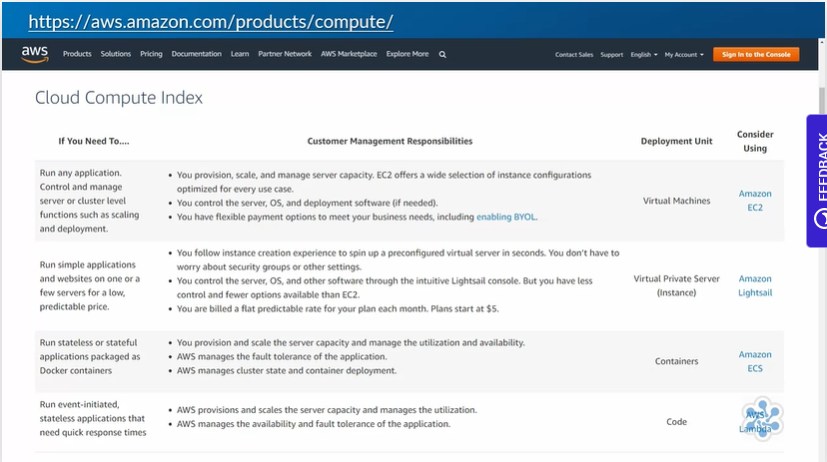 https://aws.amazon.com/products/compute/
aws
Products Solutions Pricing Documentation Learn Partner Network AWS Marketplace Explore More
Contact Sales Support English My Account Sign In to the Console
Cloud Compute Index
If You Need To....
Customer Management Responsibilities
Deployment Unit
Consider
Using
Run any application.
Control and manage
server or cluster level
functions such as scaling
and deployment.
• You provision, scale, and manage server capacity. EC2 offers a wide selection of instance configurations
optimized for every use case.
• You control the server, OS, and deployment software (if needed).
• You have flexible payment options to meet your business needs, including enabling BYOL.
Virtual Machines
Amazon
EC2
Run simple applications
and websites on one or a
few servers for a low,
predictable price.
• You follow instance creation experience to spin up a preconfigured virtual server in seconds. You don't have to
worry about security groups or other settings.
• You control the server, OS, and other software through the intuitive Lightsail console. But you have less
control and fewer options available than EC2.
• You are billed a flat predictable rate for your plan each month. Plans start at $5.
Virtual Private Server
(Instance)
Amazon
Lightsail
Run stateless or stateful
applications packaged as
Docker containers
• You provision and scale the server capacity and manage the utilization and availability.
• AWS manages the fault tolerance of the application.
• AWS manages cluster state and container deployment.
Containers
Amazon
ECS
Run event-initiated,
stateless applications that
need quick response times
• AWS provisions and scales the server capacity and manages the utilization.
• AWS manages the availability and fault tolerance of the application.
Code
AWS
Lambda
FEEDBACK